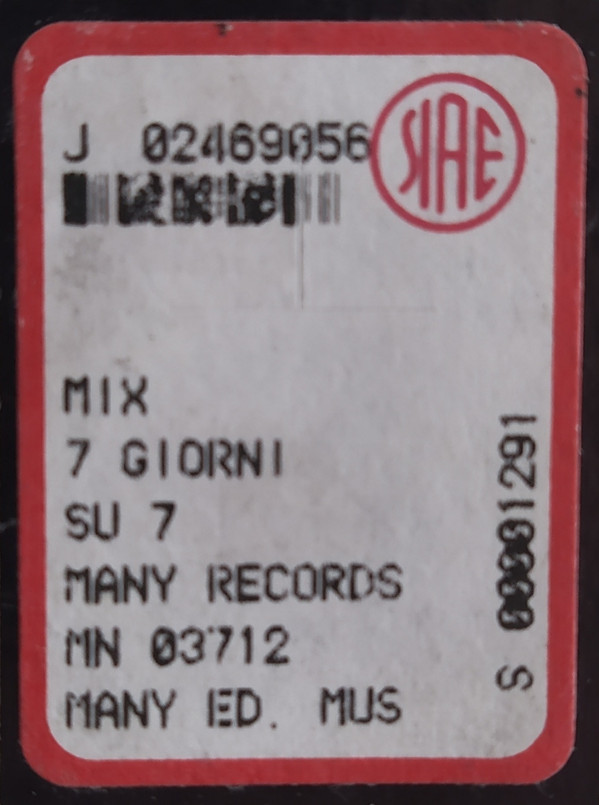 J 02469056
SIAE
MIX
7 GIORNI
SU 7
MANY RECORDS
MN 03712
MANY ED. MUS
S 00001291